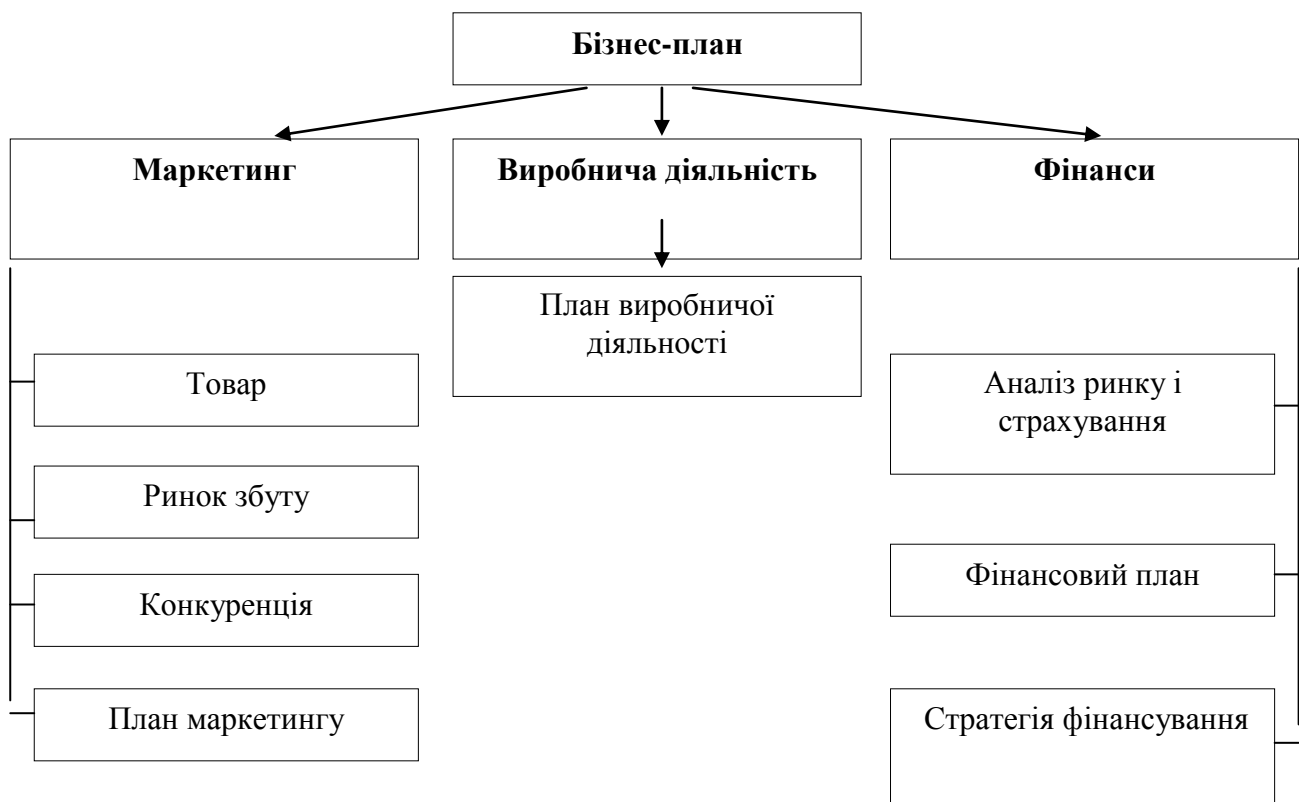 Бізнес-план
Маркетинг
Виробнича діяльність
Фінанси
План виробничої
діяльності
Товар
Ринок збуту
Конкуренція
План маркетингу
Аналіз ринку і
страхування
Фінансовий план
Стратегія фінансування